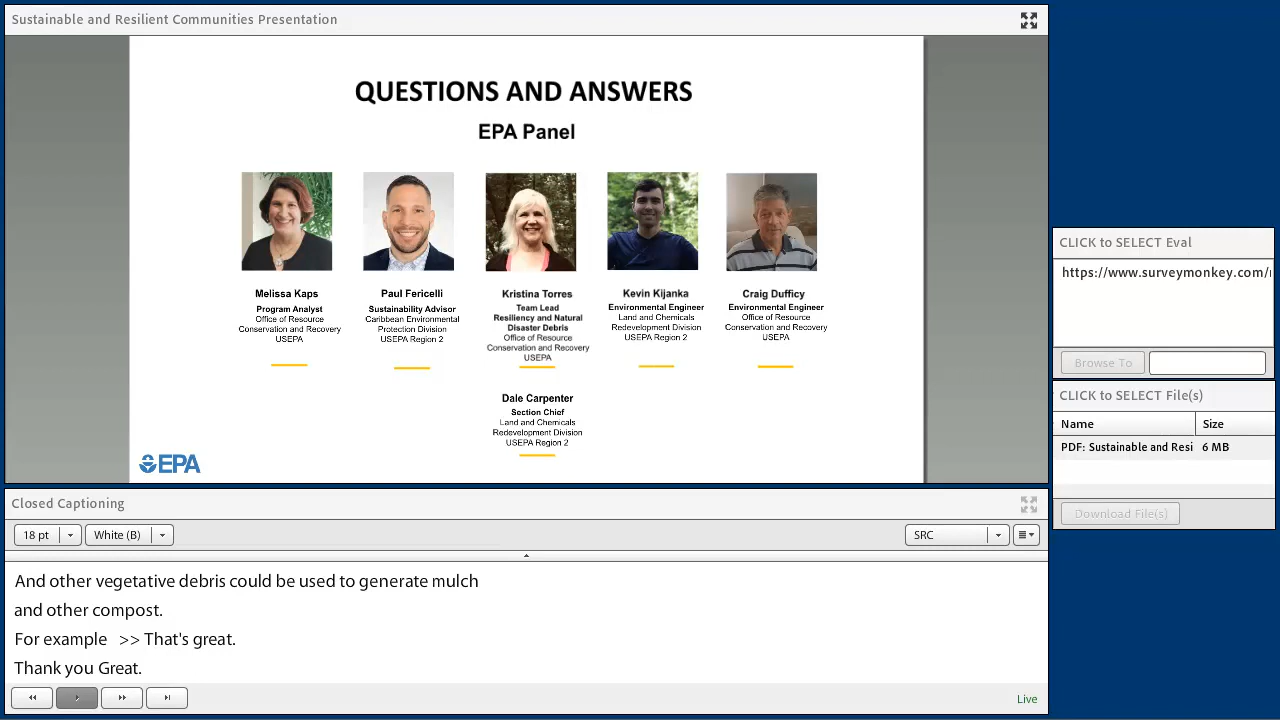 Sustainable and Resilient Communities Presentation
QUESTIONS AND ANSWERS
EPA Panel
Melissa Kaps
Program Analyst
Office of Resource
Conservation and Recovery
USEPA
Paul Fericelli
Sustainability Advisor
Caribbean Environmental
Protection Division
USEPA Region 2
Kristina Torres
Team Lead
Resiliency and Natural
Disaster Debris
Office of Resource
Conservation and Recovery
USEPA
Kevin Kijanka
Environmental Engineer
Land and Chemicals
Redevelopment Division
USEPA Region 2
Craig Dufficy
Environmental Engineer
Office of Resource
Conservation and Recovery
USEPA
Dale Carpenter
Section Chief
Land and Chemicals
Redevelopment Division
USEPA Region 2
EPA
CLICK to SELECT Eval
https://www.surveymonkey.com/
Browse To
CLICK to SELECT File(s)
Name Size
PDF: Sustainable and Resi 6 MB
Download File(s)
Closed Captioning
18 pt White (B) SRC
And other vegetative debris could be used to generate mulch
and other compost.
For example >> That's great.
Thank you Great.
Live